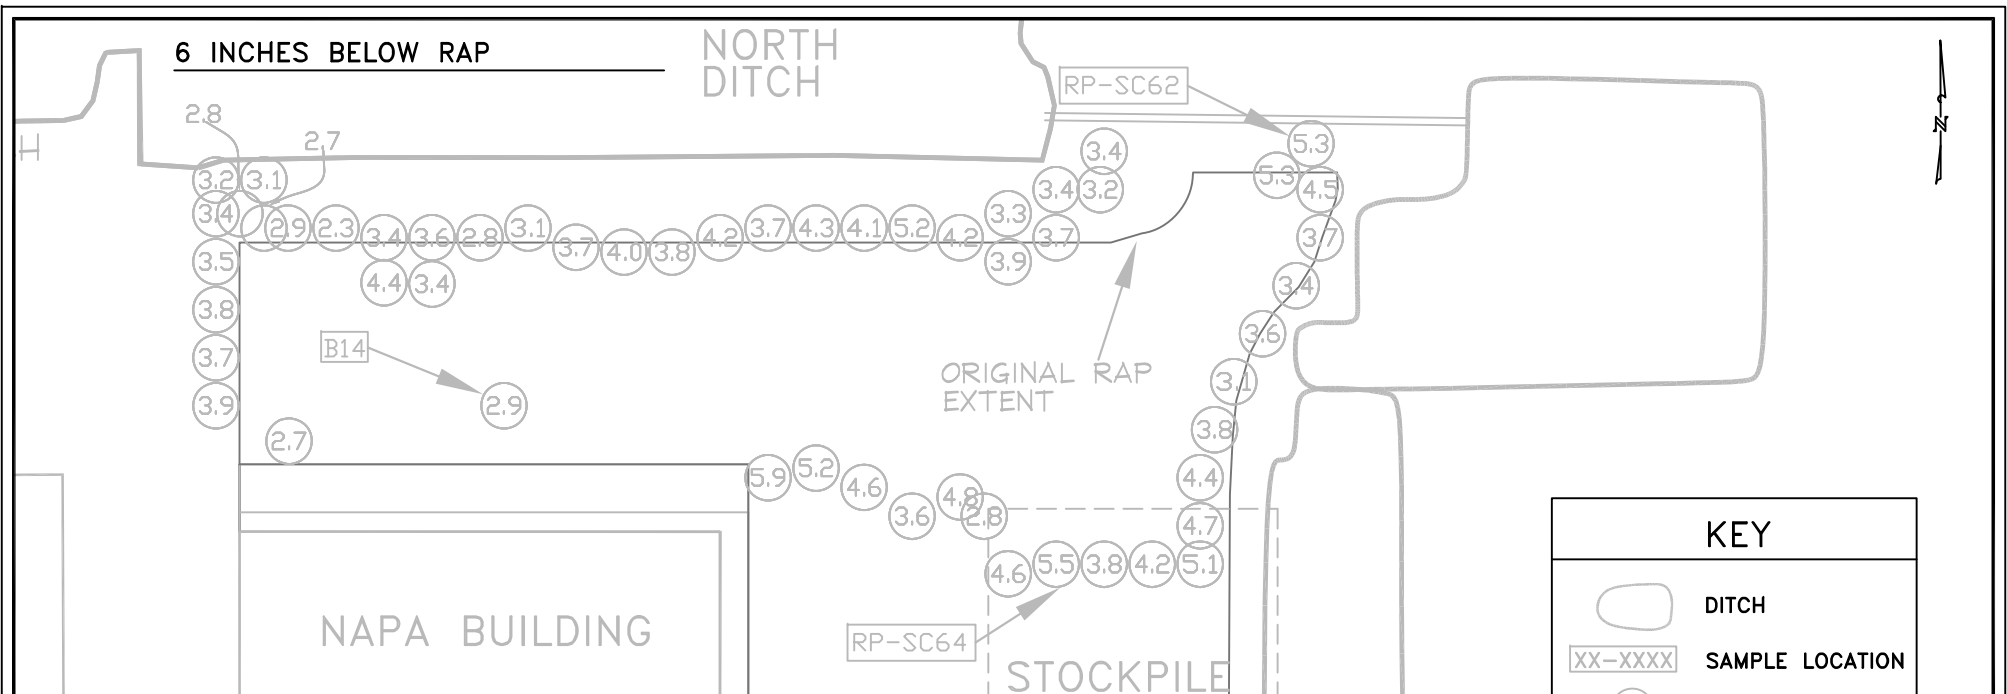 6 INCHES BELOW RAP
NORTH
DITCH
RP-SC62
N
2.8
2.7
H
5.3
3.4
5.3
3.2 3.1
3.4 3.2
4.5
3.4
3.3
2.9 2.3 3.4 3.6 2.8 3.1 3.7 4.0 3.8 4.2 3.7 4.3 4.1 5.2 4.2
3.7
3.7
3.5
3.9
4.4 3.4
3.4
3.8
3.6
B14
3.7
ORIGINAL RAP
EXTENT
3.1
3.9
2.9
2.7
3.8
5.9 5.2 4.6 3.6 4.8 2.8
4.4
4.7
KEY
4.6 5.5 3.8 4.2 5.1
DITCH
NAPA BUILDING
RP-SC64
XX-XXXX SAMPLE LOCATION
STOCKPILE